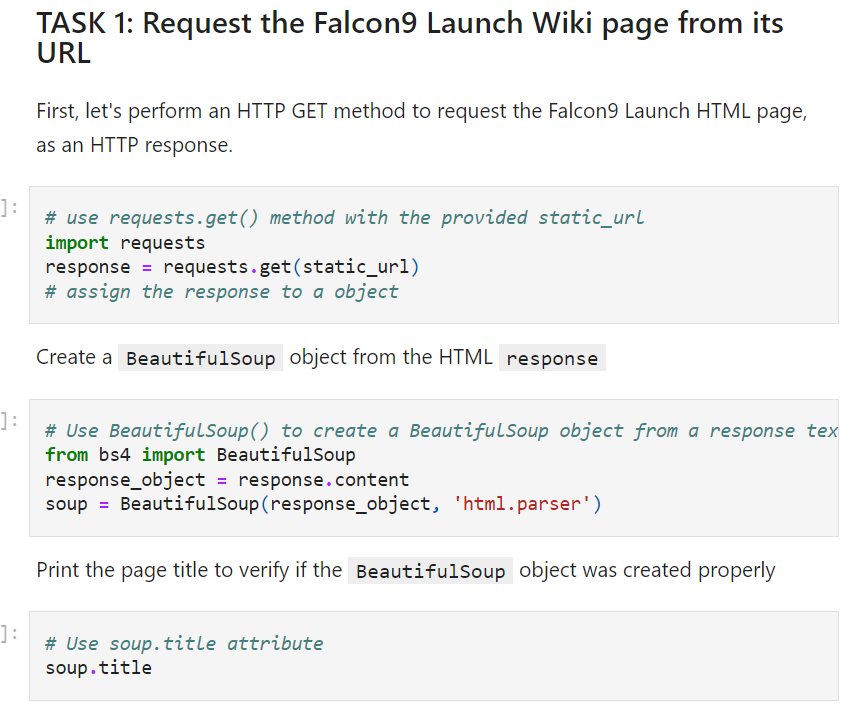 TASK 1: Request the Falcon9 Launch Wiki page from its
URL
First, let's perform an HTTP GET method to request the Falcon9 Launch HTML page,
as an HTTP response.
]:
# use requests.get() method with the provided static_url
import requests
response = requests.get(static_url)
# assign the response to a object
Create a BeautifulSoup object from the HTML response
]:
# Use BeautifulSoup() to create a BeautifulSoup object from a response tex
from bs4 import BeautifulSoup
response_object = response.content
soup = BeautifulSoup(response_object, 'html.parser')
Print the page title to verify if the BeautifulSoup object was created properly
]:
# Use soup.title attribute
soup.title